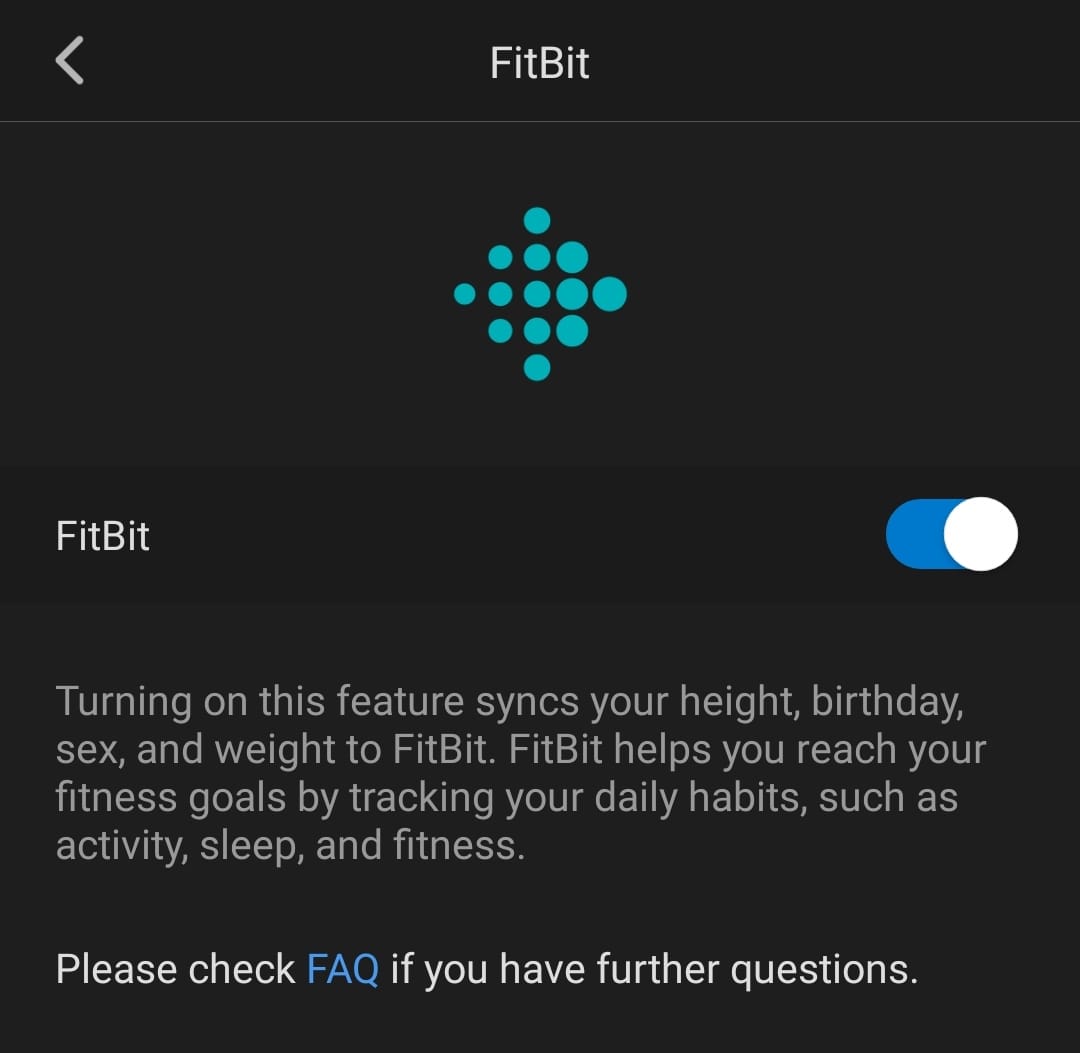 FitBit
FitBit
Turning on this feature syncs your height, birthday,
sex, and weight to FitBit. FitBit helps you reach your
fitness goals by tracking your daily habits, such as
activity, sleep, and fitness.
Please check FAQ if you have further questions.